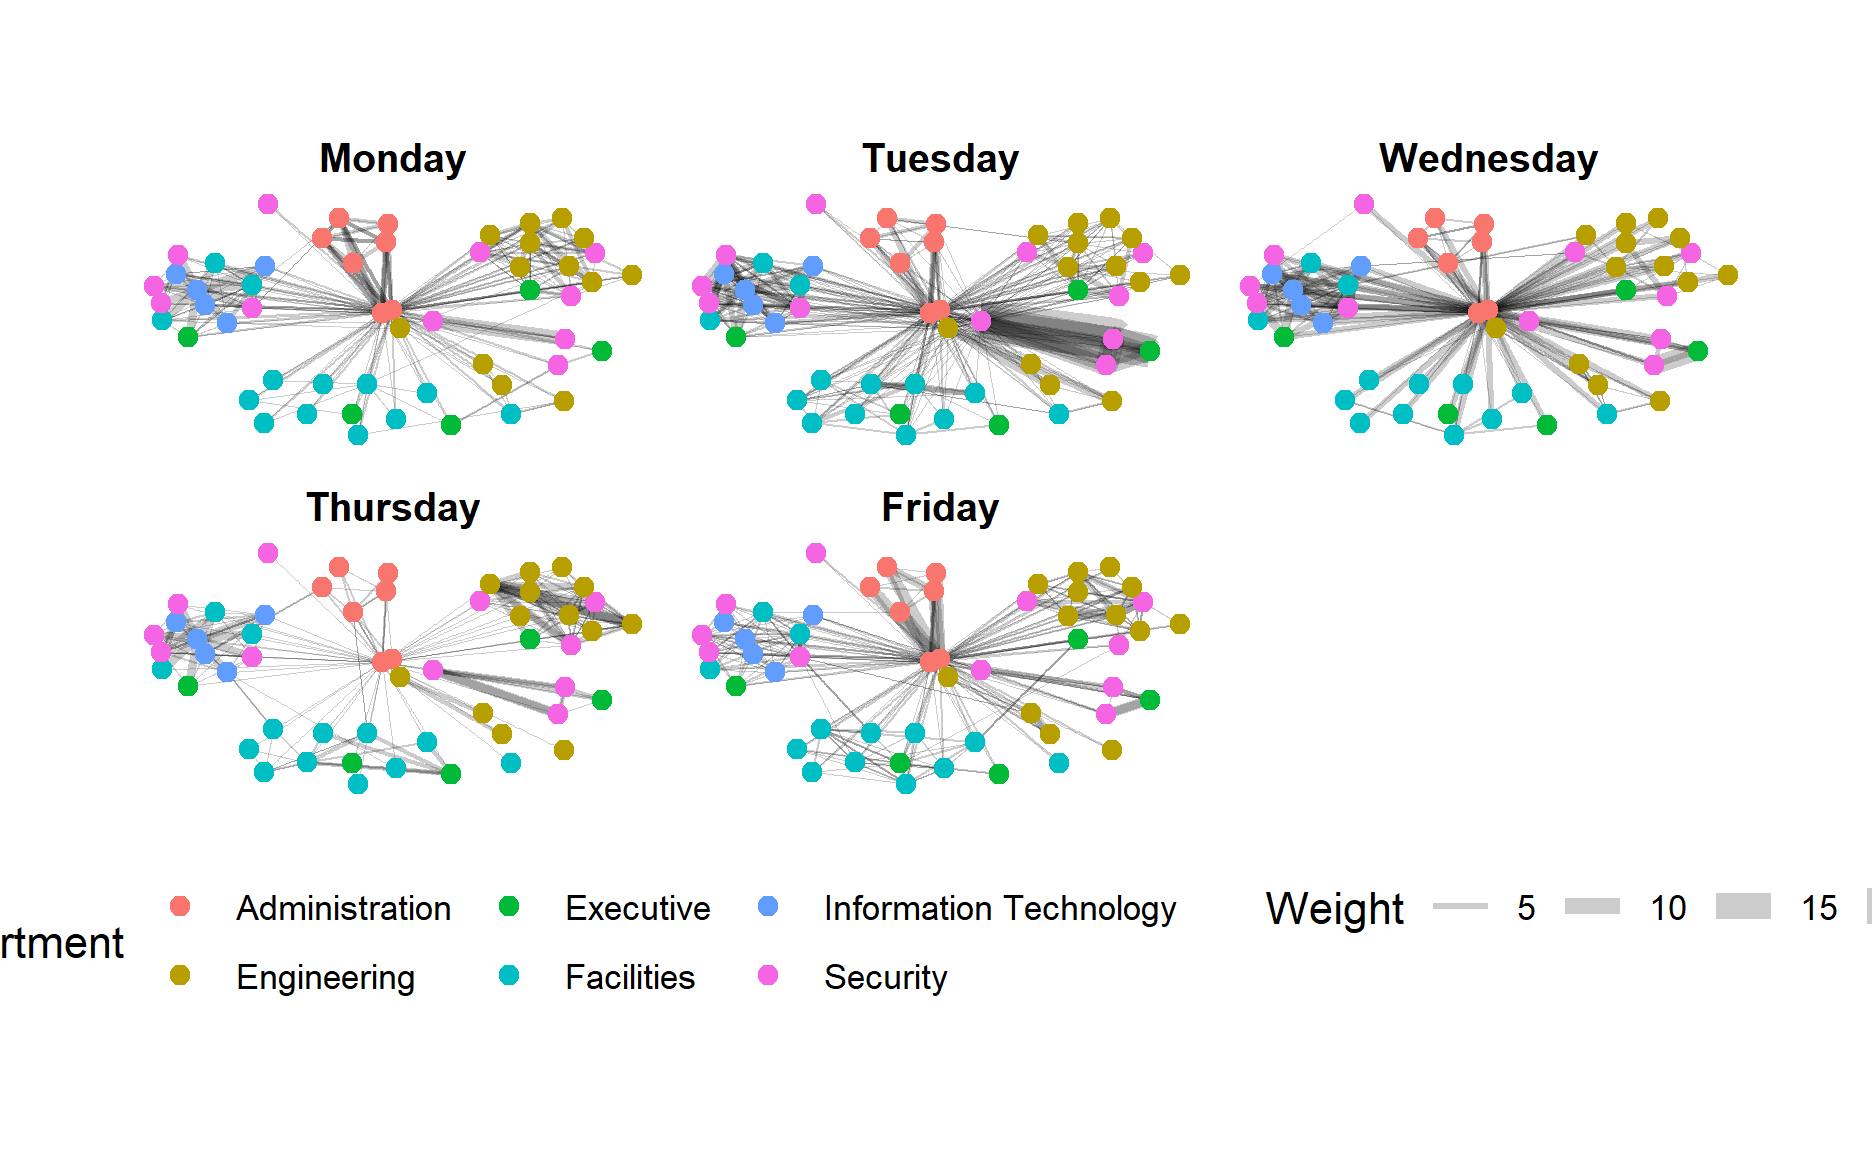 Monday
Tuesday
Wednesday
Thursday
Friday
rtment
Administration
Executive
Information Technology
Engineering
Facilities
Security
Weight
5
10
15